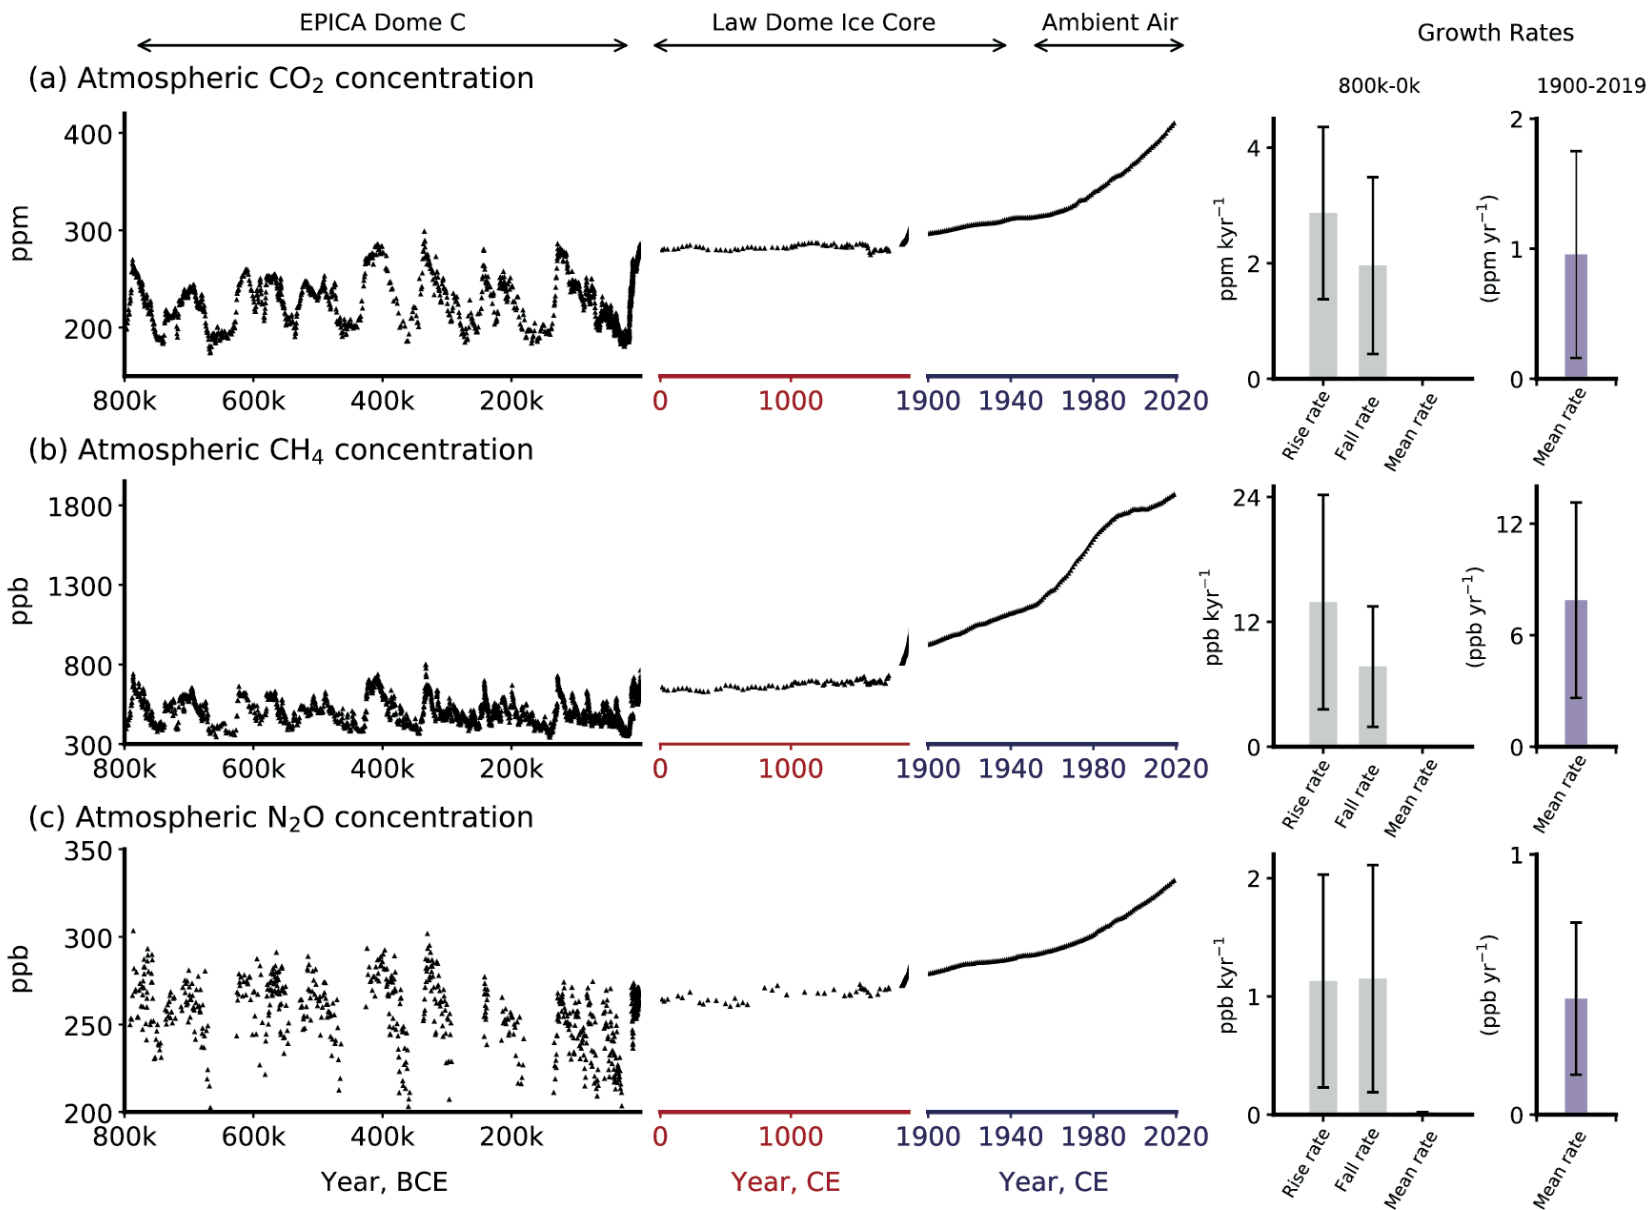 EPICA Dome C
Law Dome Ice Core
Ambient Air
Growth Rates
(a) Atmospheric CO₂ concentration
800k-0k
1900-2019
ppm
400
300
200
800k 600k 400k 200k
0 1000
1900 1940 1980 2020
ppm kyr⁻¹
4
2
0
Rise rate
Fall rate
Mean rate
(ppm yr⁻¹)
2
1
0
Mean rate
(b) Atmospheric CH₄ concentration
ppb
1800
1300
800
300
800k 600k 400k 200k
0 1000
1900 1940 1980 2020
ppb kyr⁻¹
24
12
0
Rise rate
Fall rate
Mean rate
(ppb yr⁻¹)
12
6
0
Mean rate
(c) Atmospheric N₂O concentration
ppb
350
300
250
200
800k 600k 400k 200k
0 1000
1900 1940 1980 2020
Year, BCE
Year, CE
Year, CE
ppb kyr⁻¹
2
1
0
Rise rate
Fall rate
Mean rate
(ppb yr⁻¹)
1
0
Mean rate